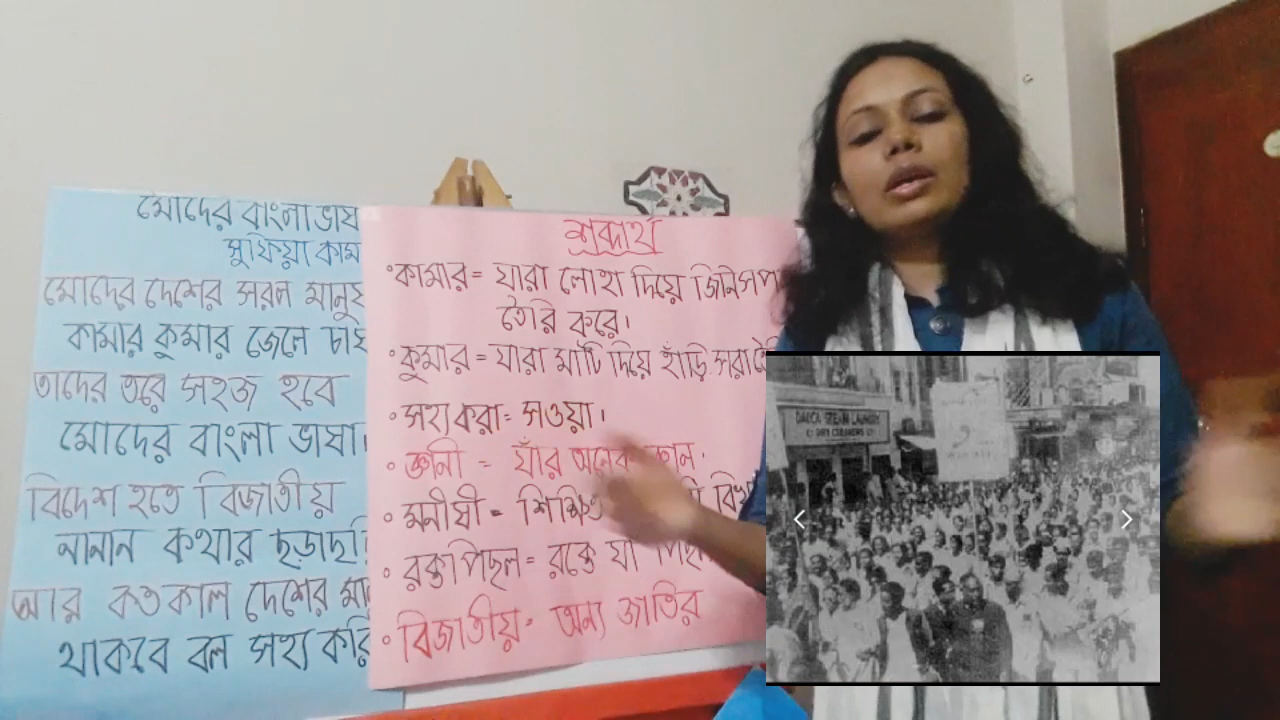 মোদের বাংলা ভাষ
সুফিয়া কাম
মোদের দেশের সরল মানুষ
কামার কুমার জেলে চাষ
তাদের তরে সহজ হবে
মোদের বাংলা ভাষা।
বিদেশ হতে বিজাতীয়
নানান কথার ছড়াছড়ি
আর কতকাল দেশের মা
থাকবে বল সহ্য করি
শব্দার্থ
কামার = যারা লোহা দিয়ে জিনিসপ
তৈরি করে।
কুমার = যারা মাটি দিয়ে হাঁড়ি সরা তৈ
সহ্যকরা = সওয়া।
জ্ঞানী = যাঁর অনেক জ্ঞান।
মনীষী = শিক্ষিত বিখ
রক্তপিছল = রক্তে যা পিছ
বিজাতীয় = অন্য জাতির
DACCA STEAM LAUNDRY
& DRY CLEANERS